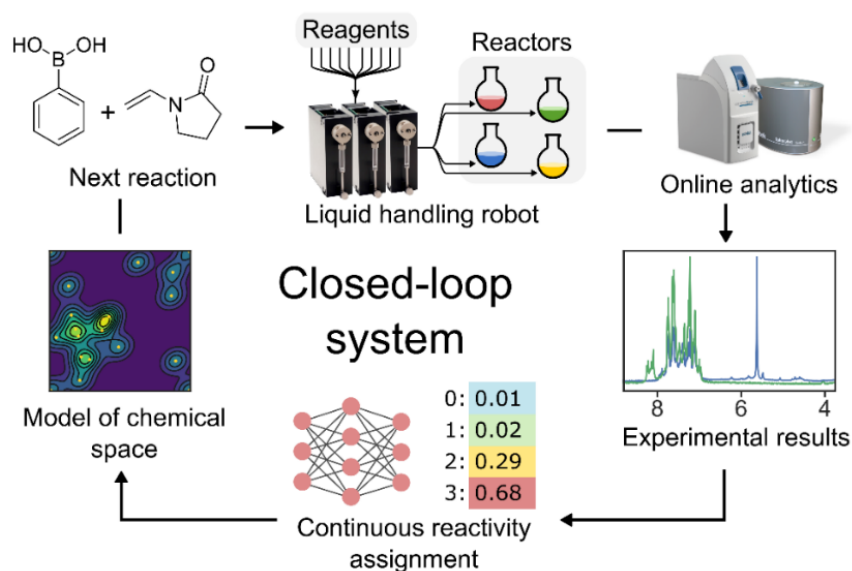 HO
OH
B
O
N
+
Next reaction
Reagents
Liquid handling robot
Reactors
Online analytics
8 6 4
Experimental results
0: 0.01
1: 0.02
2: 0.29
3: 0.68
Continuous reactivity
assignment
Model of chemical
space
Closed-loop
system